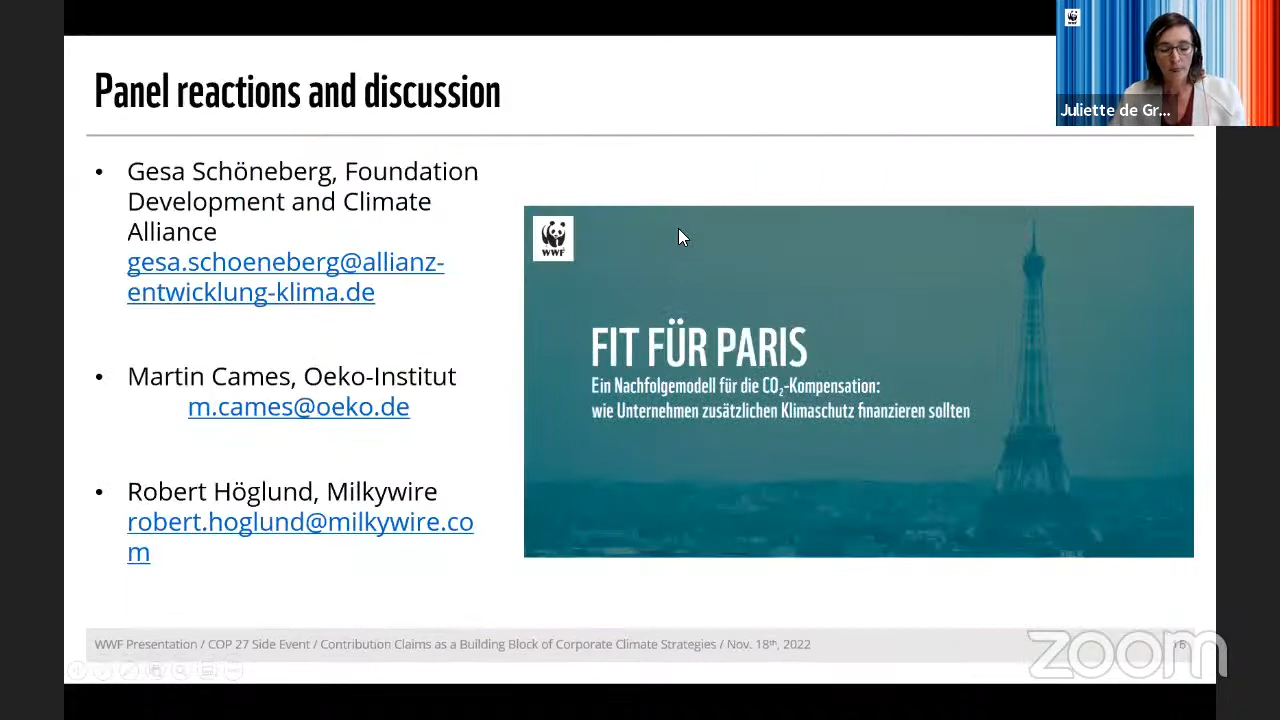 Panel reactions and discussion
Juliette de Gr...
• Gesa Schöneberg, Foundation
Development and Climate
Alliance
gesa.schoeneberg@allianz-
entwicklung-klima.de
• Martin Cames, Oeko-Institut
m.cames@oeko.de
• Robert Höglund, Milkywire
robert.hoglund@milkywire.co
m
WWF
FIT FÜR PARIS
Ein Nachfolgemodell für die CO₂-Kompensation:
wie Unternehmen zusätzlichen Klimaschutz finanzieren sollten
WWF Presentation / COP 27 Side Event / Contribution Claims as a Building Block of Corporate Climate Strategies / Nov. 18th, 2022
zoom